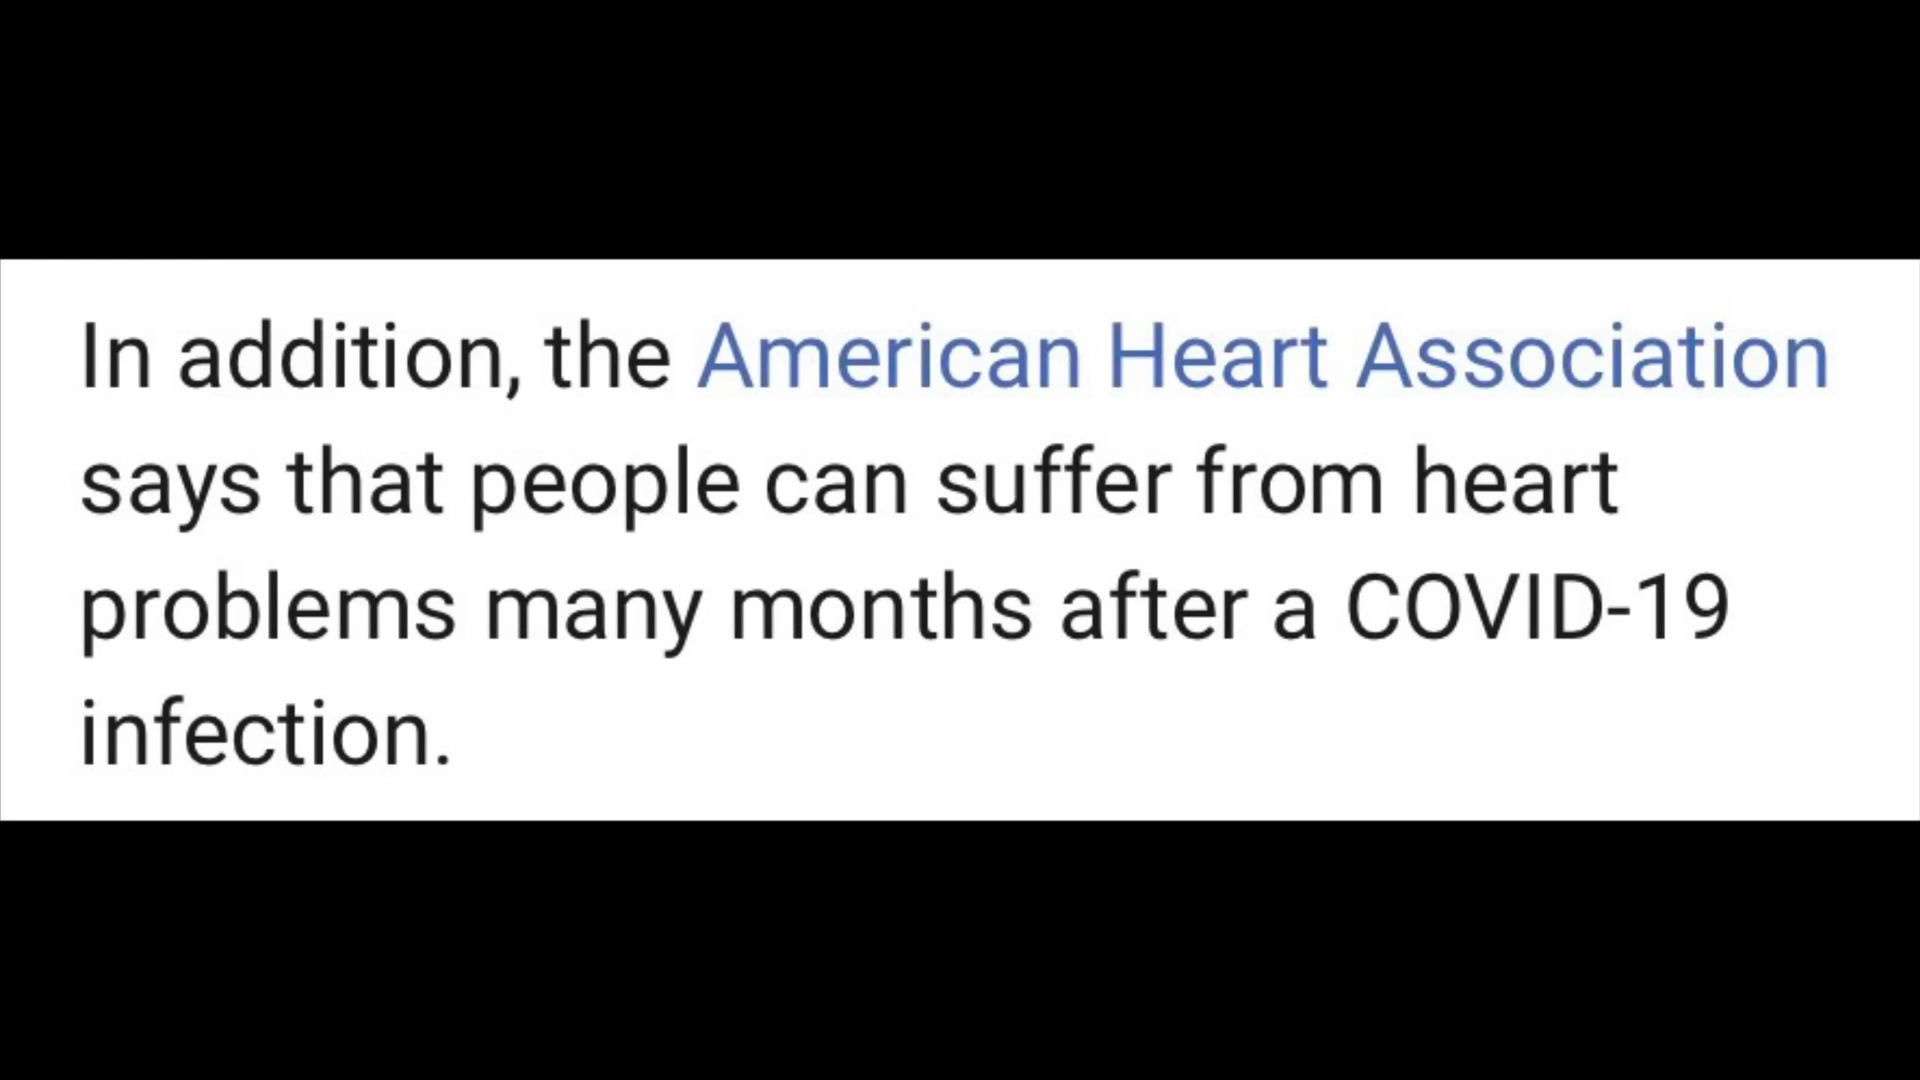 In addition, the American Heart Association
says that people can suffer from heart
problems many months after a COVID-19
infection.